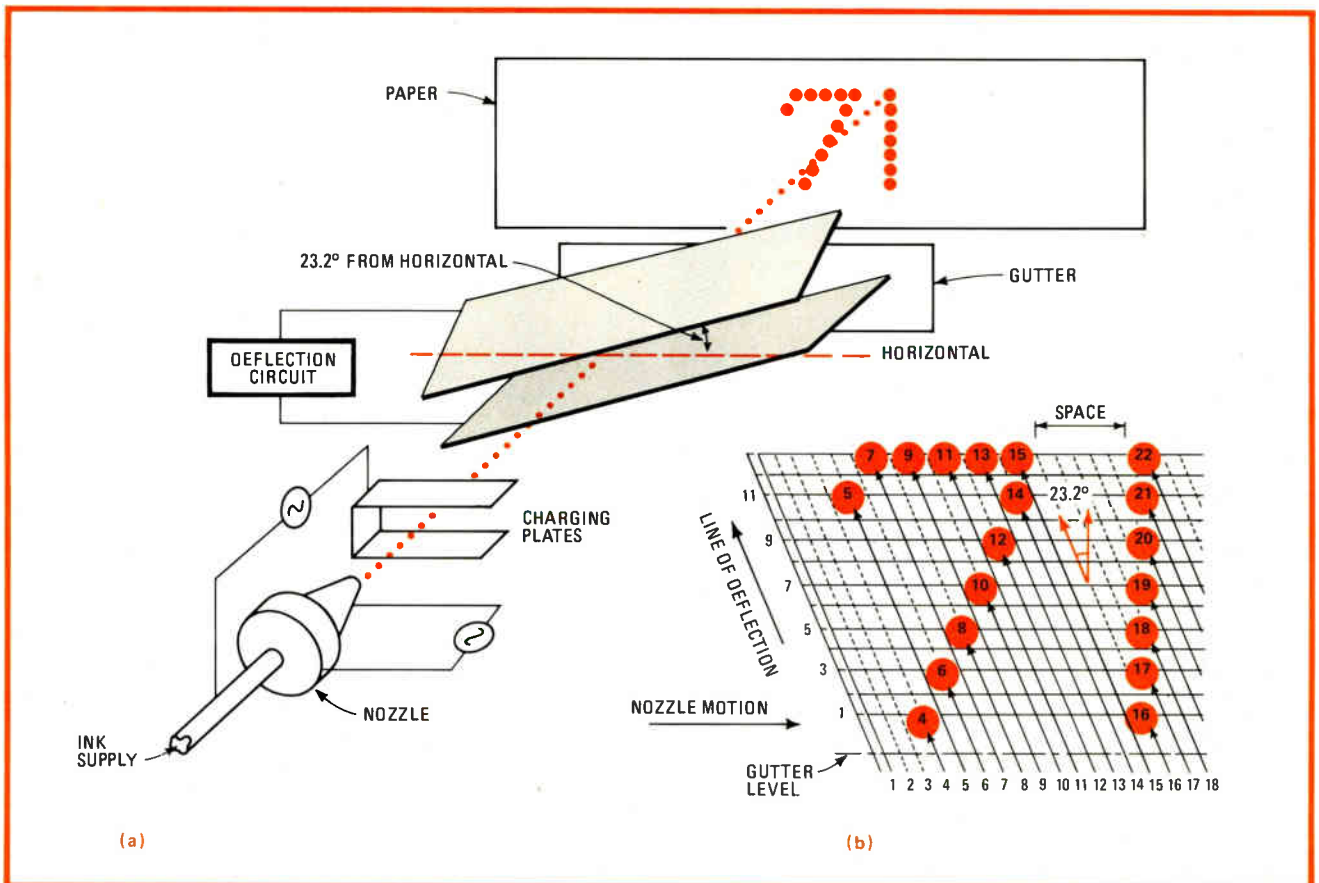 PAPER
23.2° FROM HORIZONTAL
GUTTER
DEFLECTION
CIRCUIT
HORIZONTAL
CHARGING
PLATES
NOZZLE
INK
SUPPLY
(a)
SPACE
7 9 11 13 15 22
11 5 14 23.2° 21
9 12 20
7 10 19
5 8 18
3 6 17
1 4 16
LINE OF DEFLECTION
NOZZLE MOTION
GUTTER
LEVEL
1 2 3 4 5 6 7 8 9 10 11 12 13 14 15 16 17 18
(b)